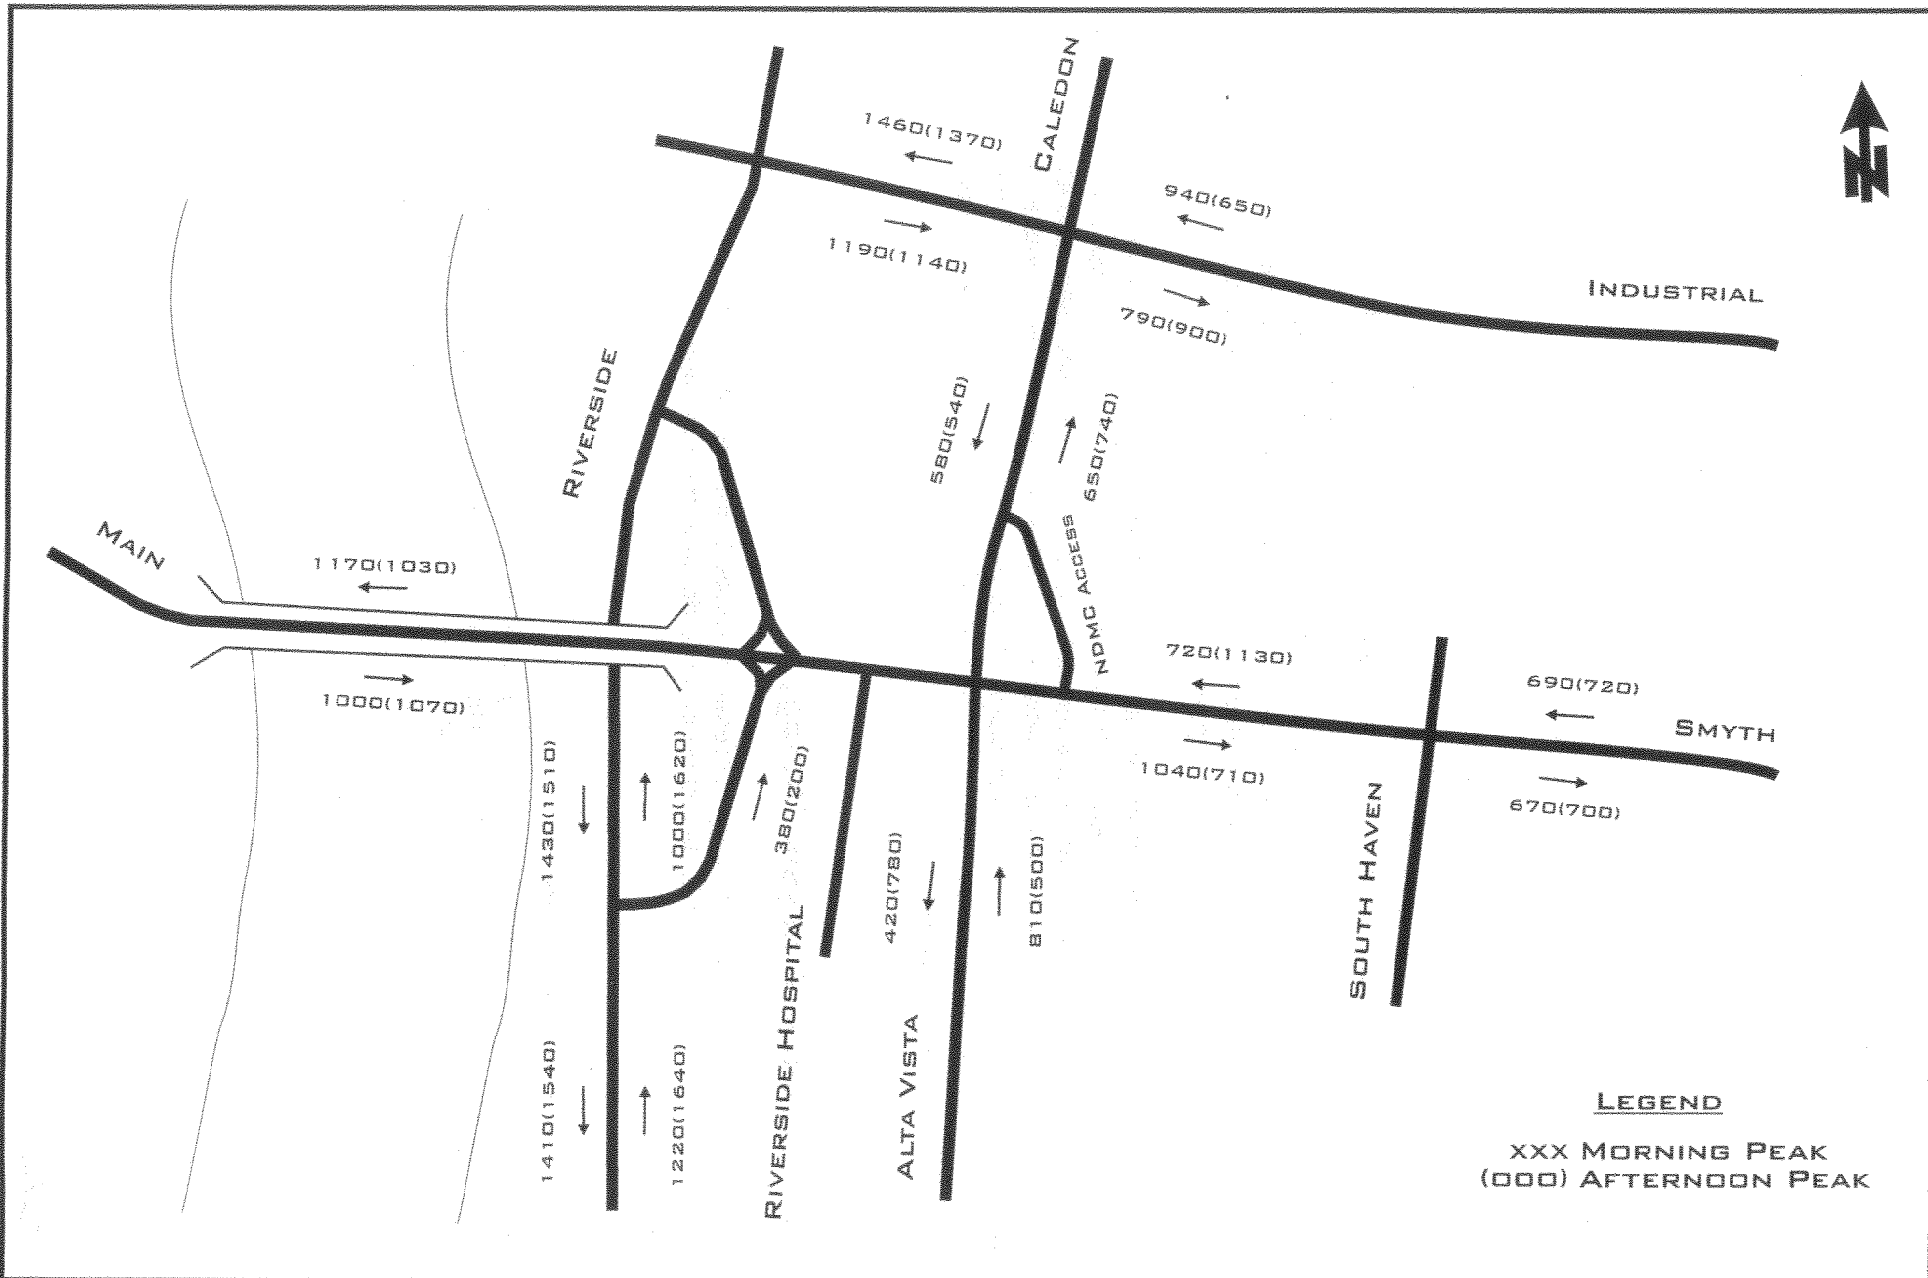 CALEDON
1460(1370)
1190(1140)
940(650)
790(900)
N
INDUSTRIAL
RIVERSIDE
580(540)
650(740)
MAIN
1170(1030)
1000(1070)
NDMC ACCESS
720(1130)
1040(710)
690(720)
SMYTH
670(700)
1430(1510)
1000(1620)
380(200)
420(780)
810(500)
SOUTH HAVEN
RIVERSIDE HOSPITAL
ALTA VISTA
1410(1540)
1220(1640)
LEGEND
XXX MORNING PEAK
(000) AFTERNOON PEAK